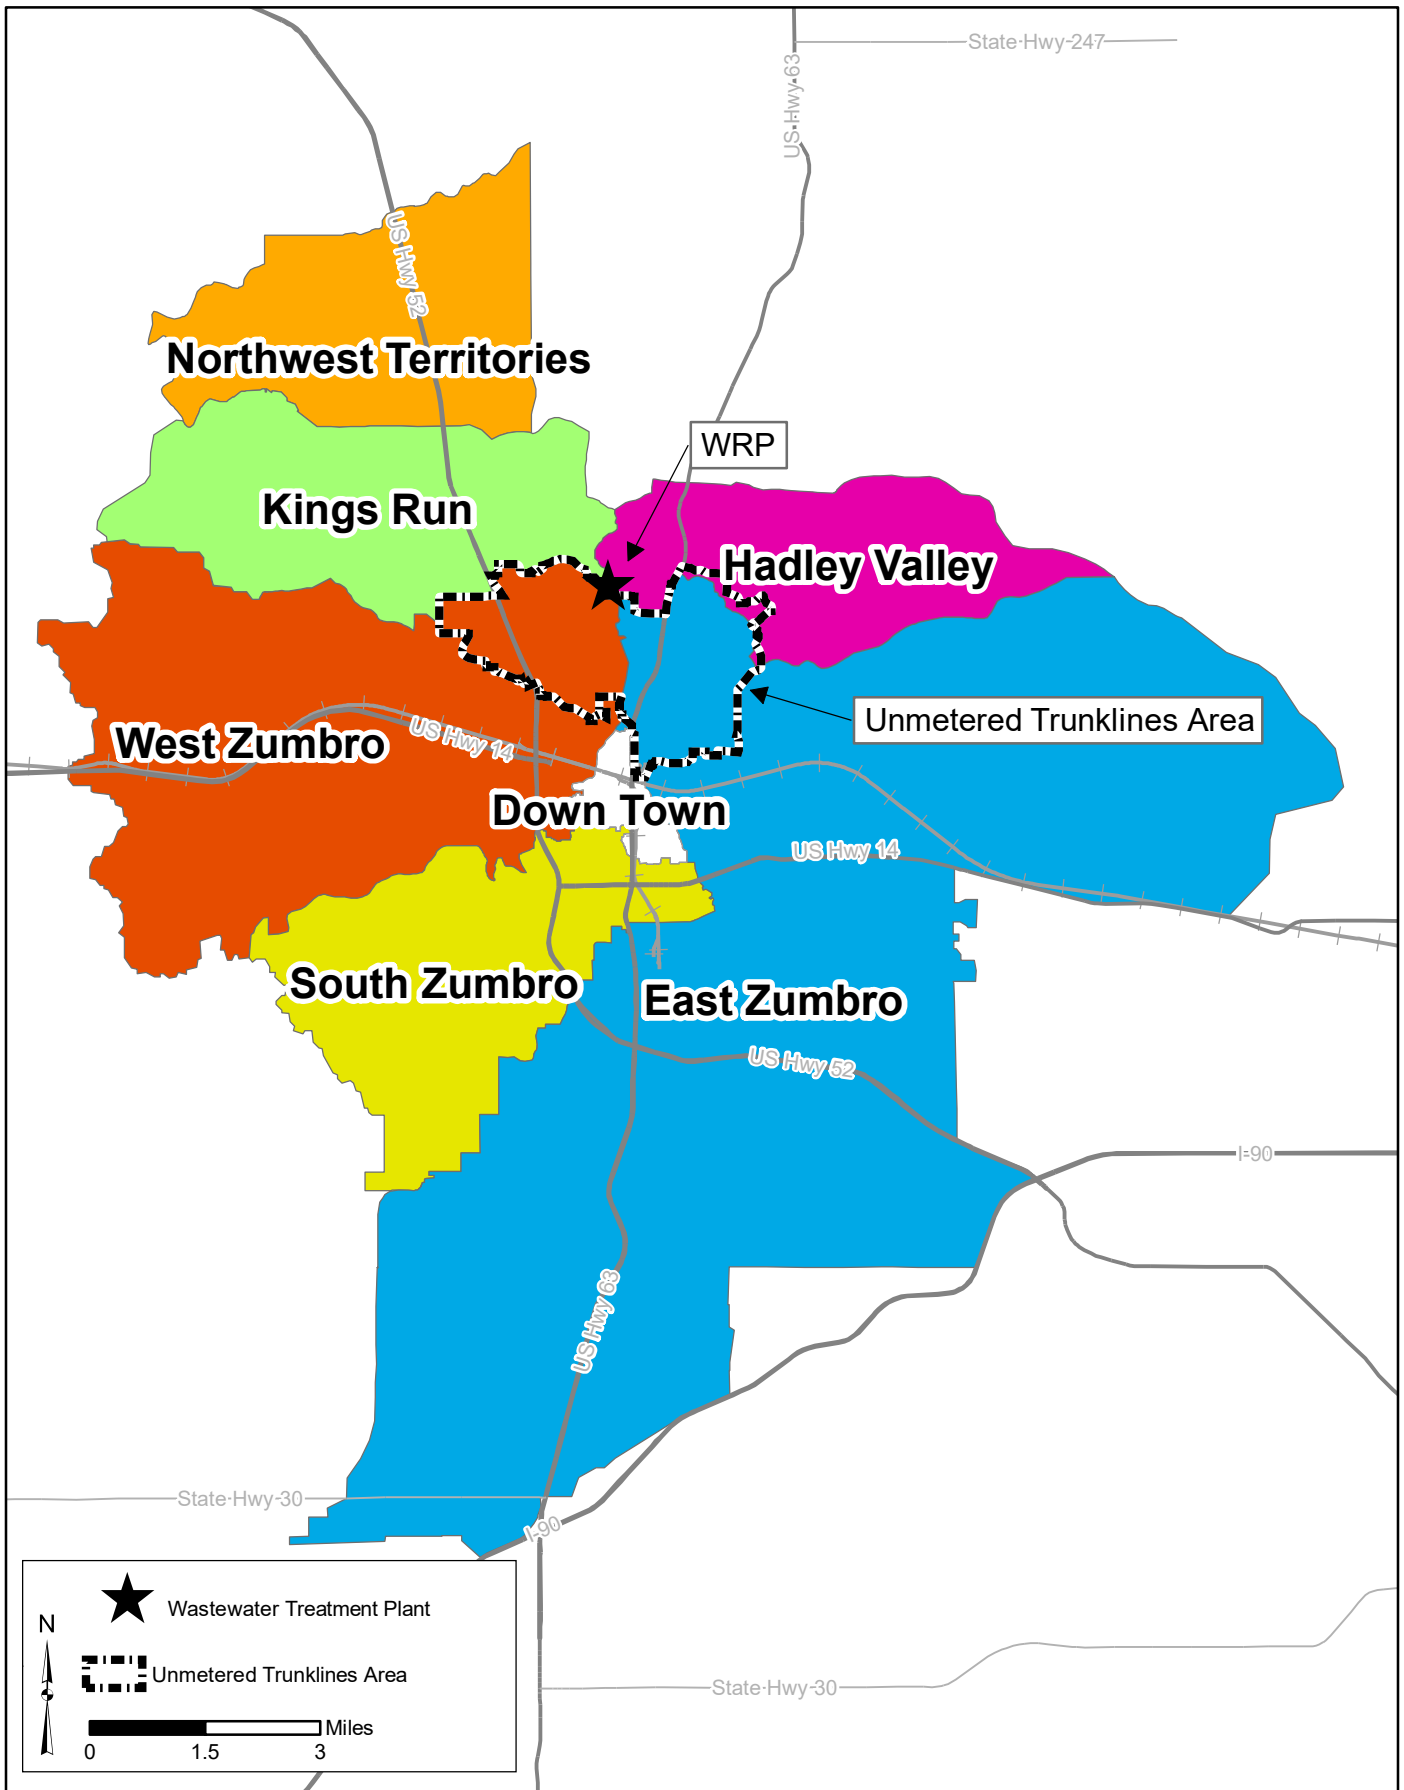 State Hwy 247
US Hwy 63
US Hwy 52
Northwest Territories
WRP
Kings Run
Hadley Valley
Unmetered Trunklines Area
West Zumbro
US Hwy 14
Down Town
US Hwy 14
South Zumbro
East Zumbro
US Hwy 52
I-90
US Hwy 63
State Hwy 30
I-90
Wastewater Treatment Plant
N
Unmetered Trunklines Area
State Hwy 30
Miles
0 1.5 3